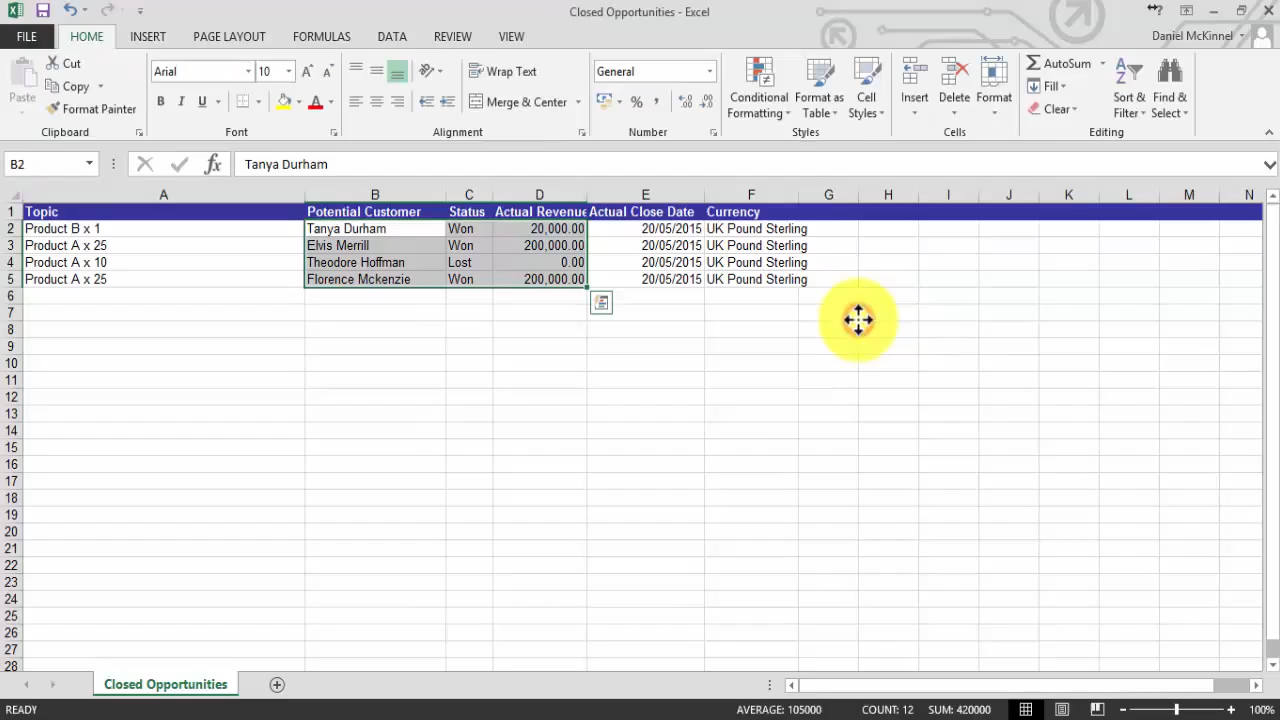 Closed Opportunities - Excel
Daniel McKinnel
FILE HOME INSERT PAGE LAYOUT FORMULAS DATA REVIEW VIEW
Paste
Cut
Copy
Format Painter
Clipboard
Arial 10
B I U A
Font
Wrap Text
Merge & Center
Alignment
General
%
Number
Conditional Formatting
Format as Table
Cell Styles
Styles
Insert
Delete
Format
Cells
AutoSum
Fill
Clear
Sort & Filter
Find & Select
Editing
B2 fx Tanya Durham
A B C D E F G H I J K L M N
1 Topic Potential Customer Status Actual Revenue Actual Close Date Currency
2 Product B x 1 Tanya Durham Won 20,000.00 20/05/2015 UK Pound Sterling
3 Product A x 25 Elvis Merrill Won 200,000.00 20/05/2015 UK Pound Sterling
4 Product A x 10 Theodore Hoffman Lost 0.00 20/05/2015 UK Pound Sterling
5 Product A x 25 Florence Mckenzie Won 200,000.00 20/05/2015 UK Pound Sterling
6
7
8
9
10
11
12
13
14
15
16
17
18
19
20
21
22
23
24
25
26
27
28
Closed Opportunities
READY AVERAGE: 105000 COUNT: 12 SUM: 420000 100%